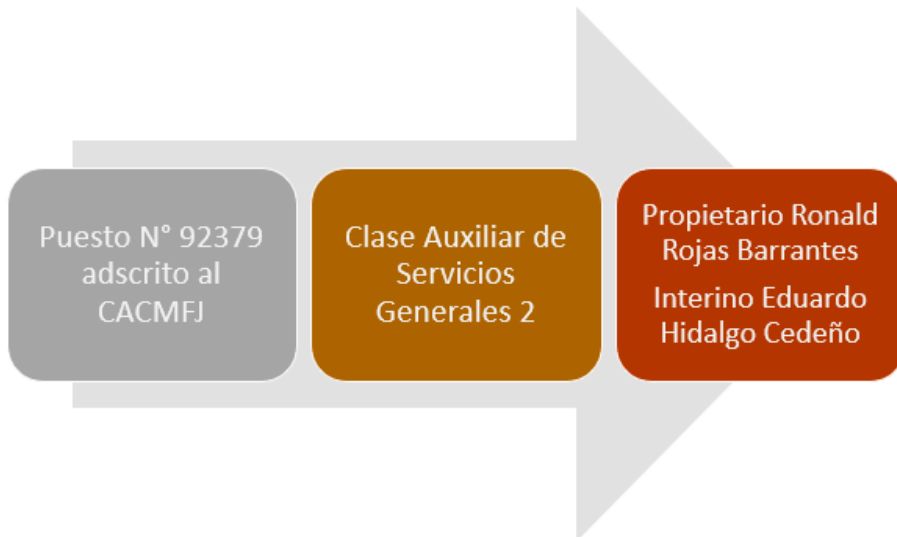 Puesto N° 92379
adscrito al
CACMFJ
Clase Auxiliar de
Servicios
Generales 2
Propietario Ronald
Rojas Barrantes
Interino Eduardo
Hidalgo Cedeño